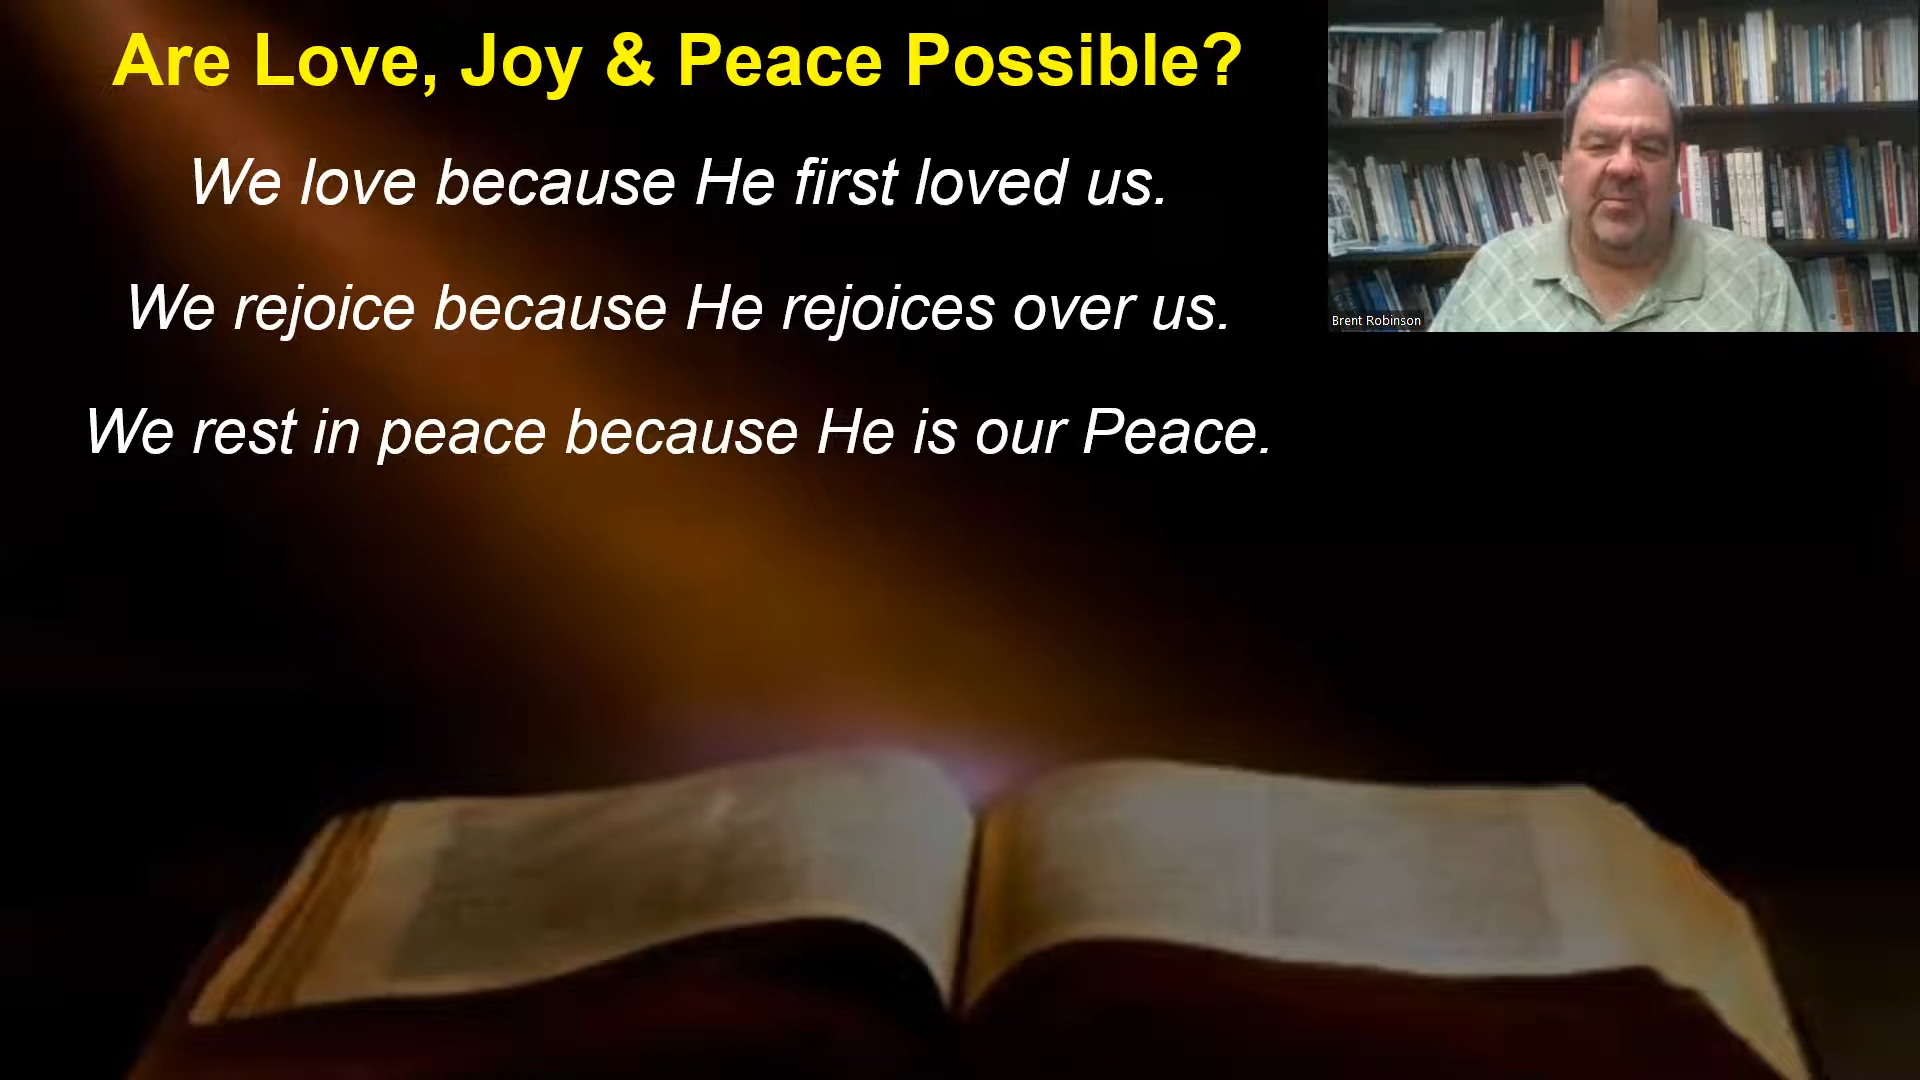 Are Love, Joy & Peace Possible?
We love because He first loved us.
We rejoice because He rejoices over us.
We rest in peace because He is our Peace.
Brent Robinson